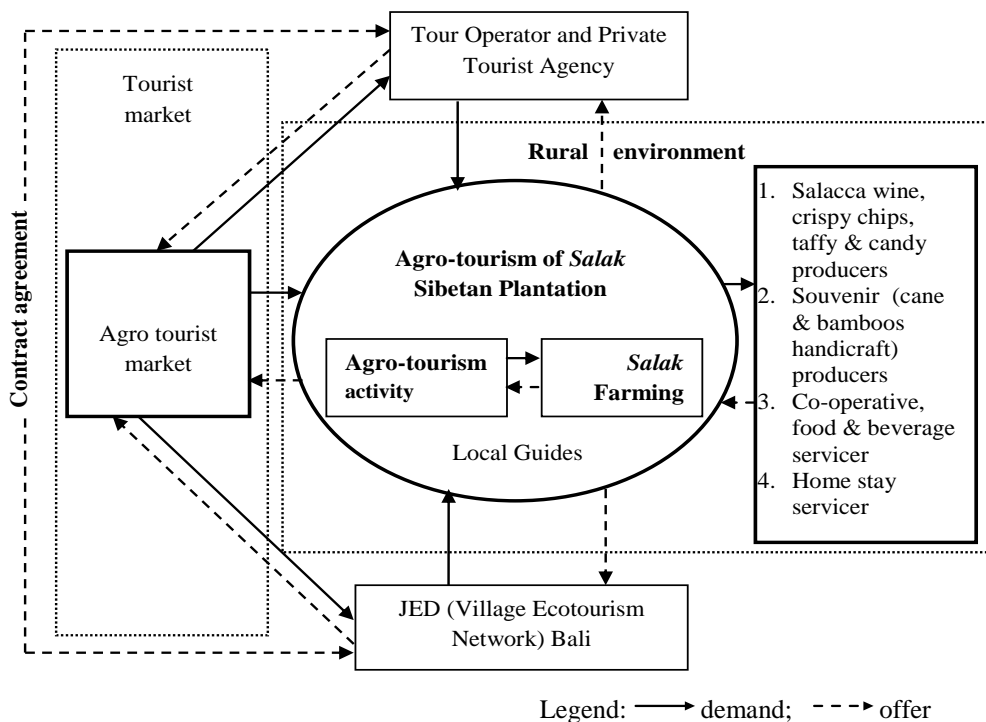 Tour Operator and Private
Tourist Agency
Tourist
market
Contract agreement
Rural environment
Agro-tourism of Salak
Sibetan Plantation
Agro tourist
market
Agro-tourism
activity
Salak
Farming
Local Guides
1. Salacca wine,
crispy chips,
taffy & candy
producers
2. Souvenir (cane
& bamboos
handicraft)
producers
3. Co-operative,
food & beverage
servicer
4. Home stay
servicer
JED (Village Ecotourism
Network) Bali
Legend: demand; offer